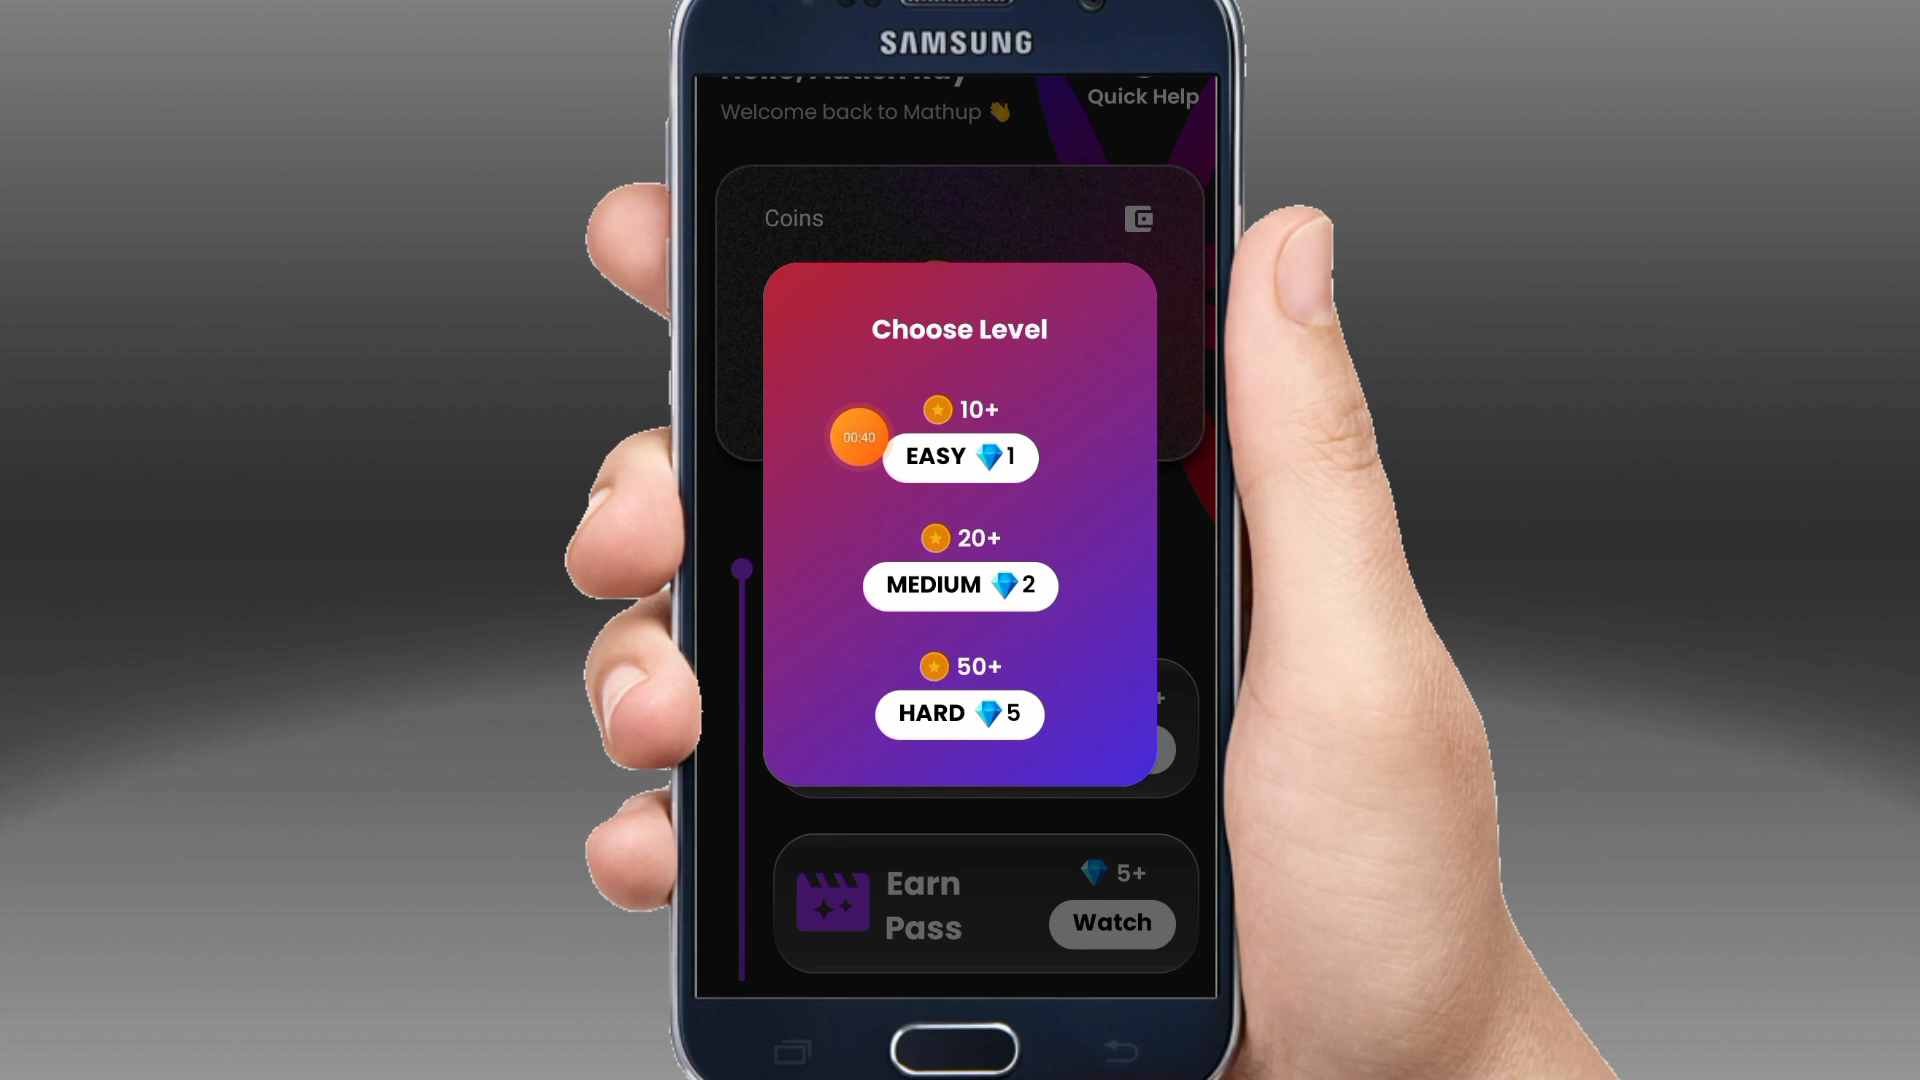 SAMSUNG
Quick Help
Welcome back to Mathup 👋
Coins
Choose Level
10+
00:40
EASY 💎 1
20+
MEDIUM 💎 2
50+
HARD 💎 5
+
💎 5+
Earn
Pass
Watch